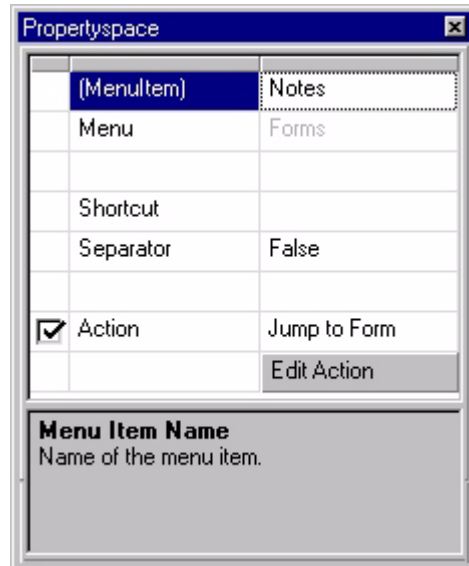 Propertyspace
(MenuItem) Notes
Menu Forms
Shortcut
Separator False
Action Jump to Form
Edit Action
Menu Item Name
Name of the menu item.